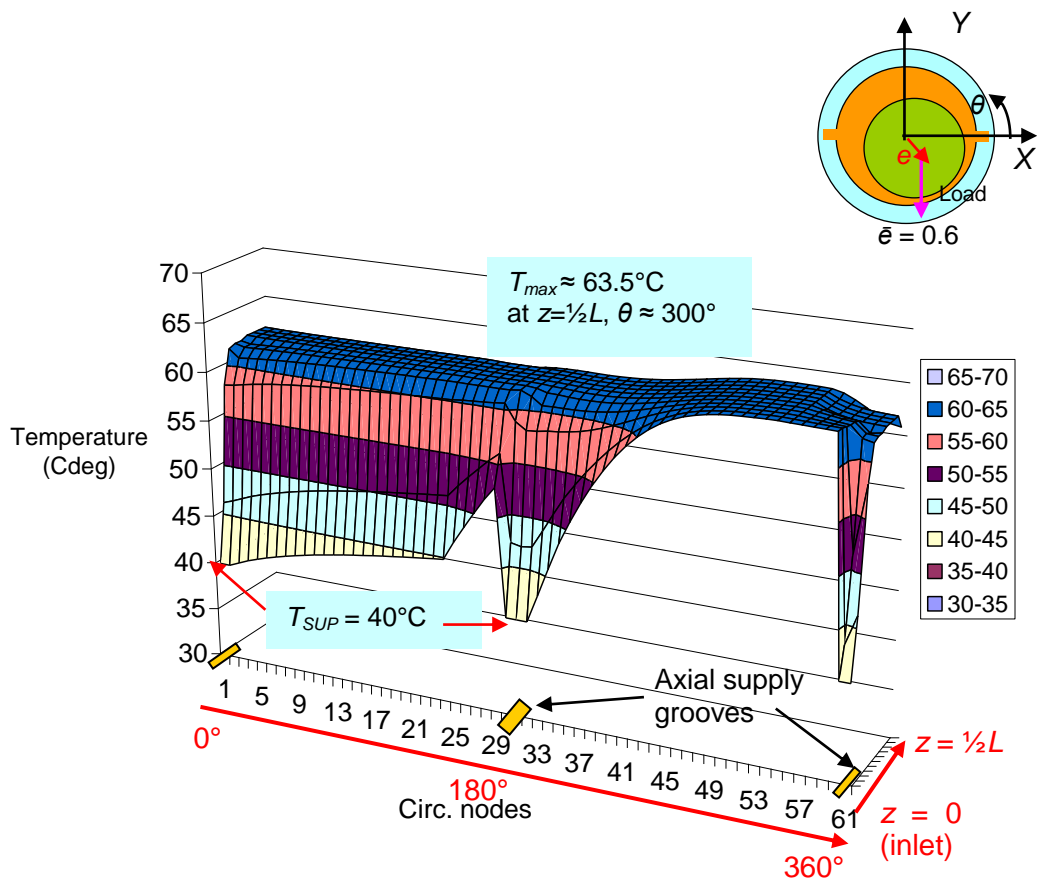 Y
θ
X
e
Load
ē = 0.6
T_max ≈ 63.5°C
at z=½L, θ ≈ 300°
70
65
60
55
50
45
40
35
30
Temperature
(Cdeg)
65-70
60-65
55-60
50-55
45-50
40-45
35-40
30-35
T_SUP = 40°C
Axial supply
grooves
1 5 9 13 17 21 25 29 33 37 41 45 49 53 57 61
0°
180°
360°
Circ. nodes
z = ½L
z = 0
(inlet)